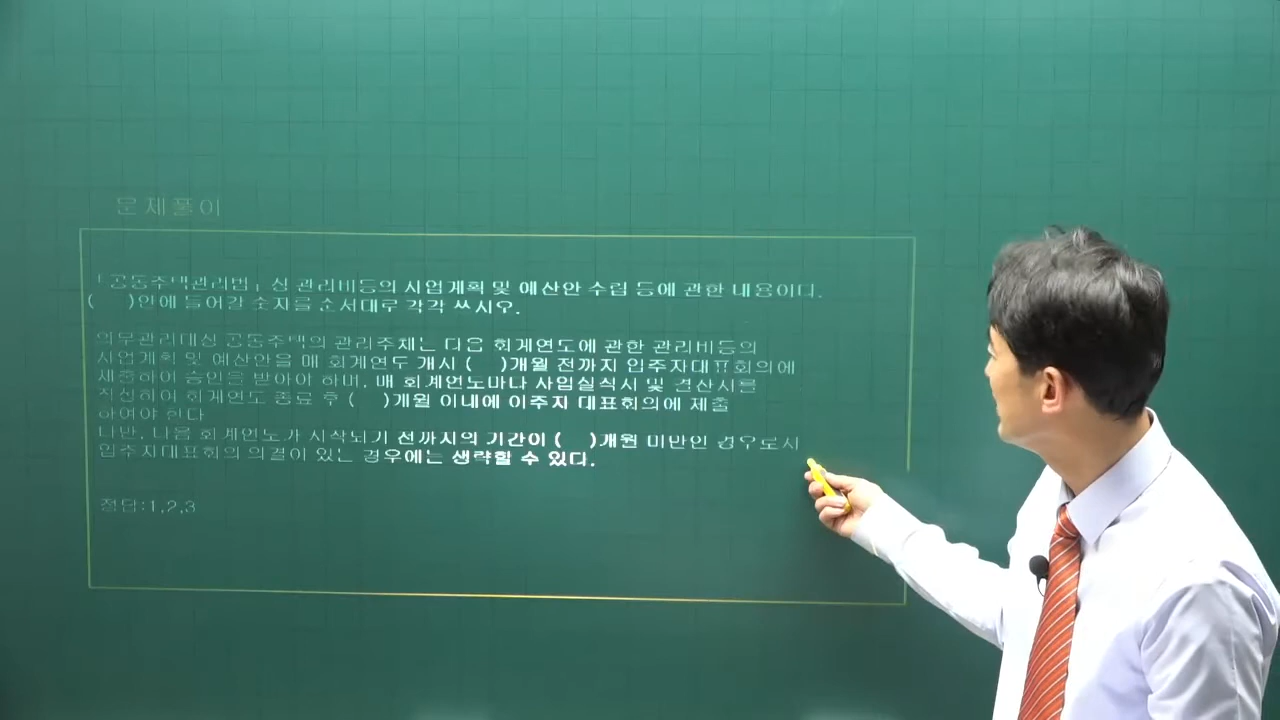 문제풀이
「공동주택관리법」상 관리비등의 사업계획 및 예산안 수립 등에 관한 내용이다.
(    )안에 들어갈 숫자를 순서대로 각각 쓰시오.
의무관리대상 공동주택의 관리주체는 다음 회계연도에 관한 관리비등의
사업계획 및 예산안을 매 회계연도 개시 (    )개월 전까지 입주자대표회의에
제출하여 승인을 받아야 하며, 매 회계연도마다 사업실적서 및 결산서를
작성하여 회계연도 종료 후 (    )개월 이내에 입주자 대표회의에 제출
하여야 한다
다만, 다음 회계연도가 시작되기 전까지의 기간이 (    )개월 미만인 경우로서
입주자대표회의 의결이 있는 경우에는 생략할 수 있다.
정답:1,2,3